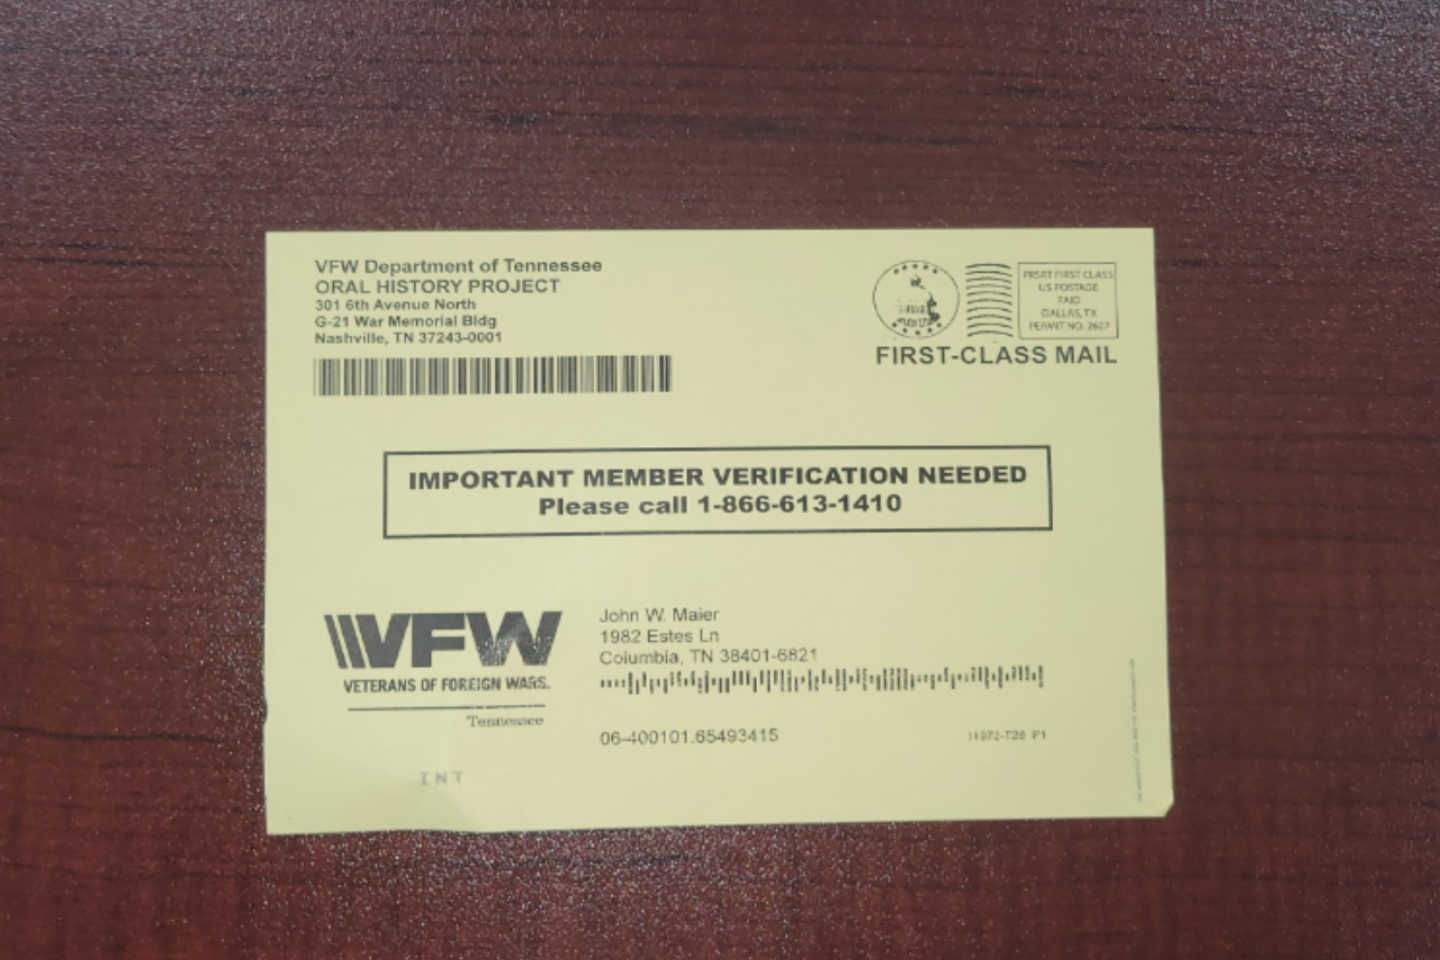 VFW Department of Tennessee
ORAL HISTORY PROJECT
301 6th Avenue North
G-21 War Memorial Bldg
Nashville, TN 37243-0001
PRSRT FIRST CLASS
US POSTAGE
PAID
DALLAS, TX
PERMIT NO. 2607
FIRST-CLASS MAIL
IMPORTANT MEMBER VERIFICATION NEEDED
Please call 1-866-613-1410
VFW
VETERANS OF FOREIGN WARS.
Tennessee
John W. Maier
1982 Estes Ln
Columbia, TN 38401-6821
06-400101.65493415
11972-T26 P1
INT